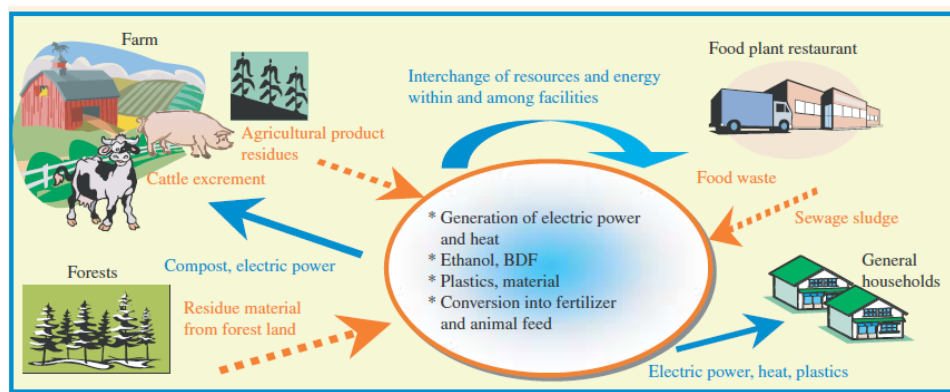 Farm
Agricultural product
residues
Cattle excrement
Interchange of resources and energy
within and among facilities
Food plant restaurant
Food waste
Sewage sludge
* Generation of electric power
and heat
* Ethanol, BDF
* Plastics, material
* Conversion into fertilizer
and animal feed
Compost, electric power
Forests
Residue material
from forest land
General
households
Electric power, heat, plastics